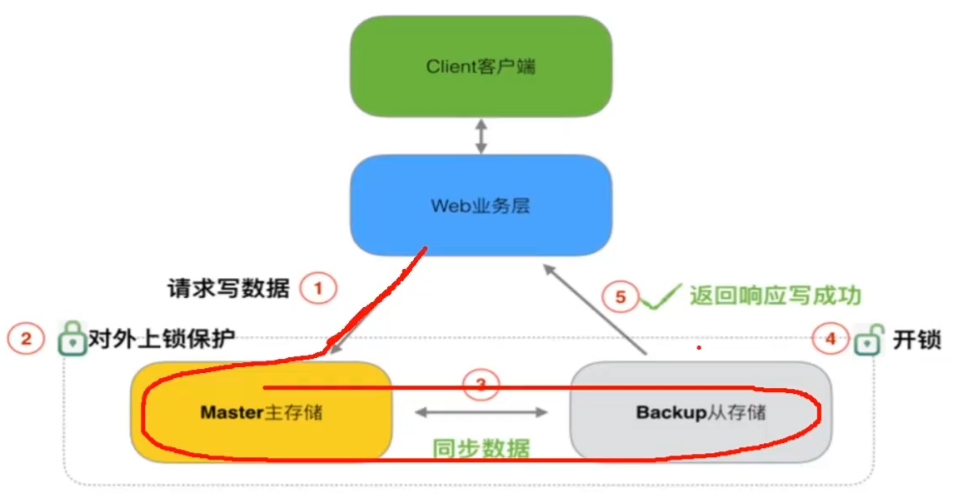 Client客户端
Web业务层
请求写数据 1
5 返回响应写成功
2 对外上锁保护
4 开锁
3
Master主存储
Backup从存储
同步数据